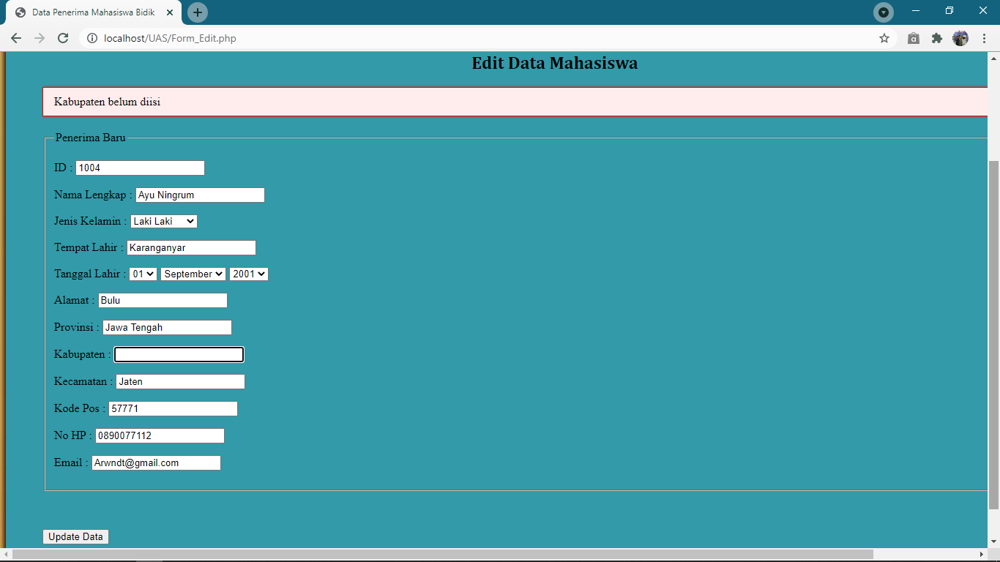 Data Penerima Mahasiswa Bidik
localhost/UAS/Form_Edit.php
Edit Data Mahasiswa
Kabupaten belum diisi
Penerima Baru
ID : 1004
Nama Lengkap : Ayu Ningrum
Jenis Kelamin : Laki Laki
Tempat Lahir : Karanganyar
Tanggal Lahir : 01 September 2001
Alamat : Bulu
Provinsi : Jawa Tengah
Kabupaten :
Kecamatan : Jaten
Kode Pos : 57771
No HP : 0890077112
Email : Arwndt@gmail.com
Update Data